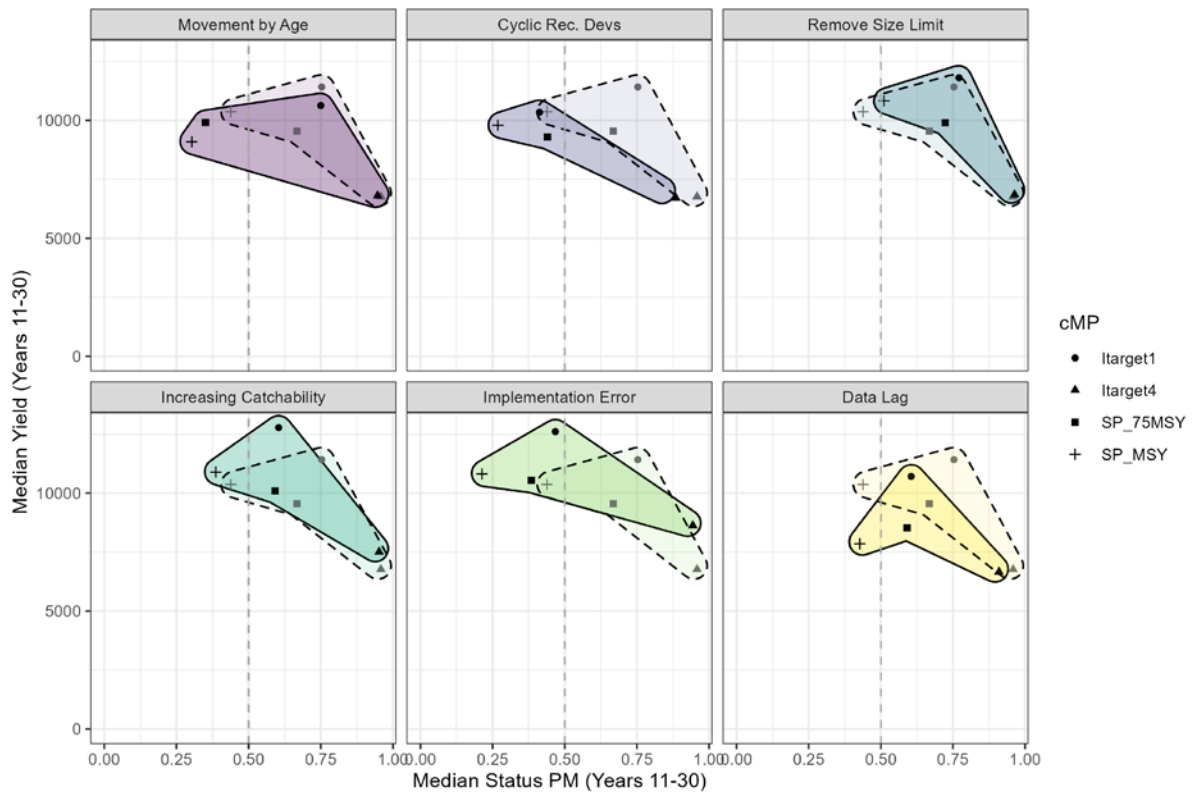 Movement by Age
Cyclic Rec. Devs
Remove Size Limit
10000
5000
0
Increasing Catchability
Implementation Error
Data Lag
10000
5000
0
0.00 0.25 0.50 0.75 1.00
0.00 0.25 0.50 0.75 1.00
0.00 0.25 0.50 0.75 1.00
Median Status PM (Years 11-30)
Median Yield (Years 11-30)
cMP
Itarget1
Itarget4
SP_75MSY
SP_MSY